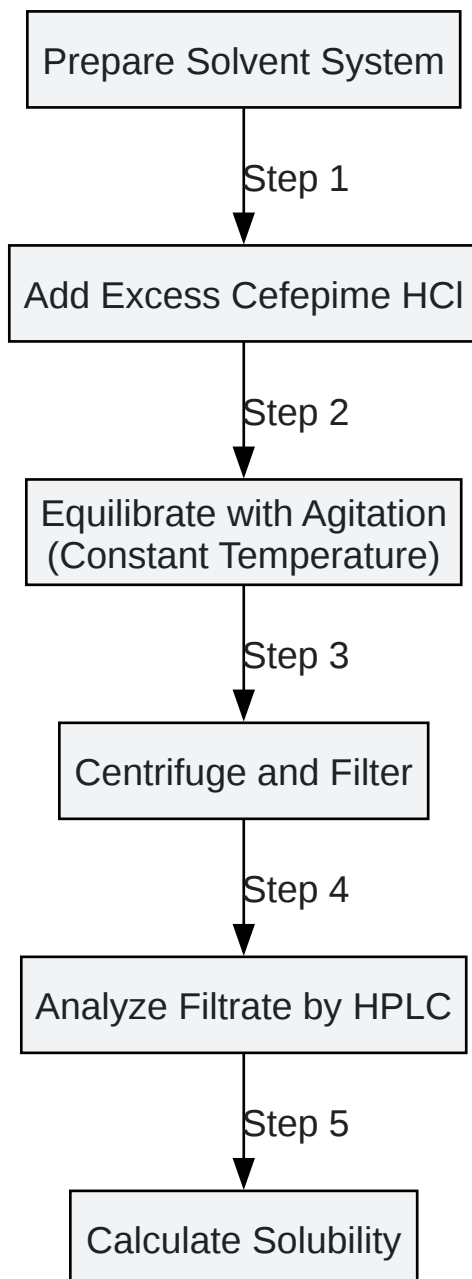 Prepare Solvent System
Step 1
Add Excess Cefepime HCl
Step 2
Equilibrate with Agitation
(Constant Temperature)
Step 3
Centrifuge and Filter
Step 4
Analyze Filtrate by HPLC
Step 5
Calculate Solubility